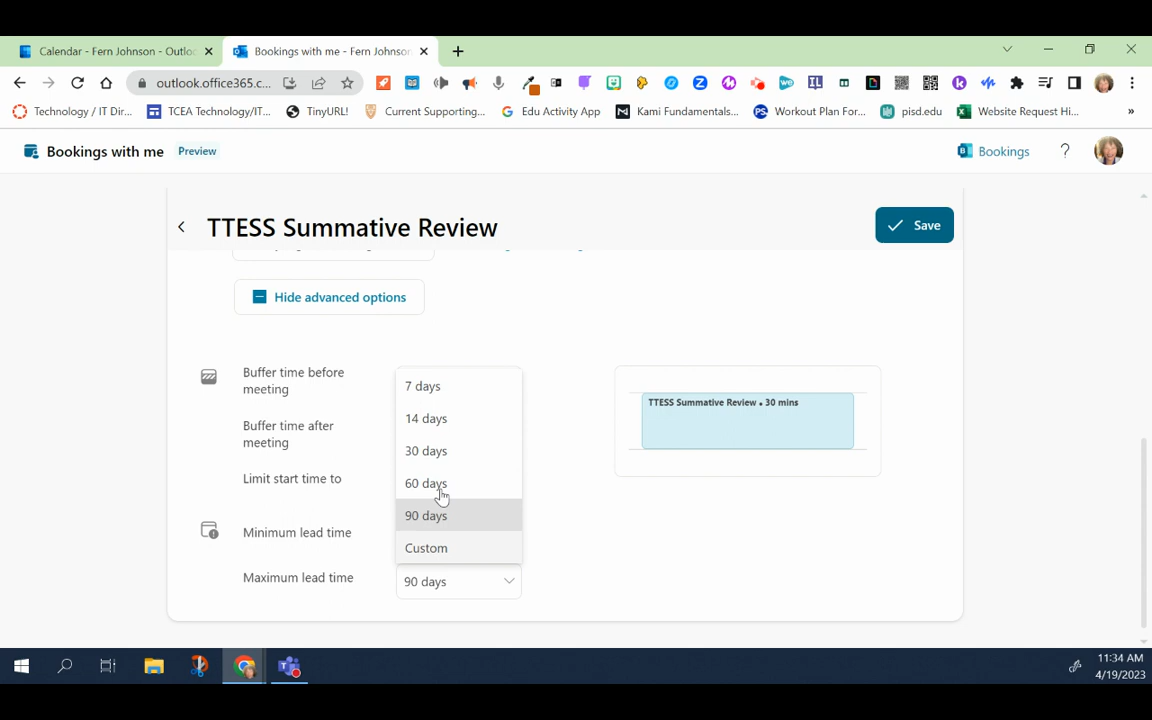 Calendar - Fern Johnson - Outlo
Bookings with me - Fern Johnson
outlook.office365.c...
Technology / IT Dir...
TCEA Technology/IT...
TinyURL!
Current Supporting...
Edu Activity App
Kami Fundamentals...
Workout Plan For...
pisd.edu
Website Request Hi...
»
Bookings with me
Preview
Bookings
?
TTESS Summative Review
Save
Hide advanced options
Buffer time before
meeting
Buffer time after
meeting
Limit start time to
Minimum lead time
Maximum lead time
7 days
14 days
30 days
60 days
90 days
Custom
90 days
TTESS Summative Review • 30 mins
11:34 AM
4/19/2023